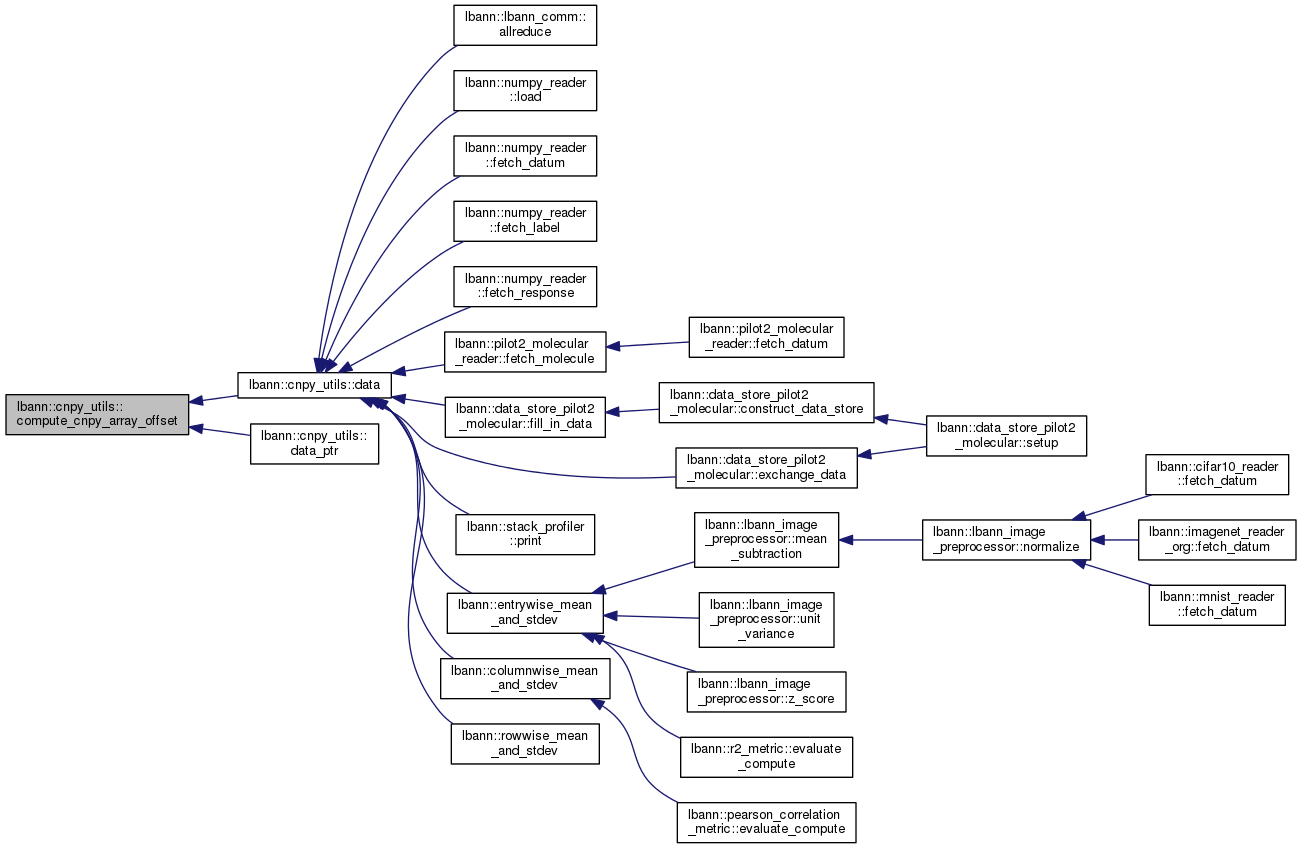 lbann::lbann_comm::
allreduce
lbann::numpy_reader
::load
lbann::numpy_reader
::fetch_datum
lbann::numpy_reader
::fetch_label
lbann::numpy_reader
::fetch_response
lbann::pilot2_molecular
_reader::fetch_molecule
lbann::pilot2_molecular
_reader::fetch_datum
lbann::cnpy_utils::data
lbann::cnpy_utils::
compute_cnpy_array_offset
lbann::cnpy_utils::
data_ptr
lbann::data_store_pilot2
_molecular::fill_in_data
lbann::data_store_pilot2
_molecular::construct_data_store
lbann::data_store_pilot2
_molecular::setup
lbann::data_store_pilot2
_molecular::exchange_data
lbann::stack_profiler
::print
lbann::lbann_image
_preprocessor::mean
_subtraction
lbann::lbann_image
_preprocessor::normalize
lbann::cifar10_reader
::fetch_datum
lbann::imagenet_reader
_org::fetch_datum
lbann::mnist_reader
::fetch_datum
lbann::entrywise_mean
_and_stdev
lbann::lbann_image
_preprocessor::unit
_variance
lbann::columnwise_mean
_and_stdev
lbann::lbann_image
_preprocessor::z_score
lbann::rowwise_mean
_and_stdev
lbann::r2_metric::evaluate
_compute
lbann::pearson_correlation
_metric::evaluate_compute